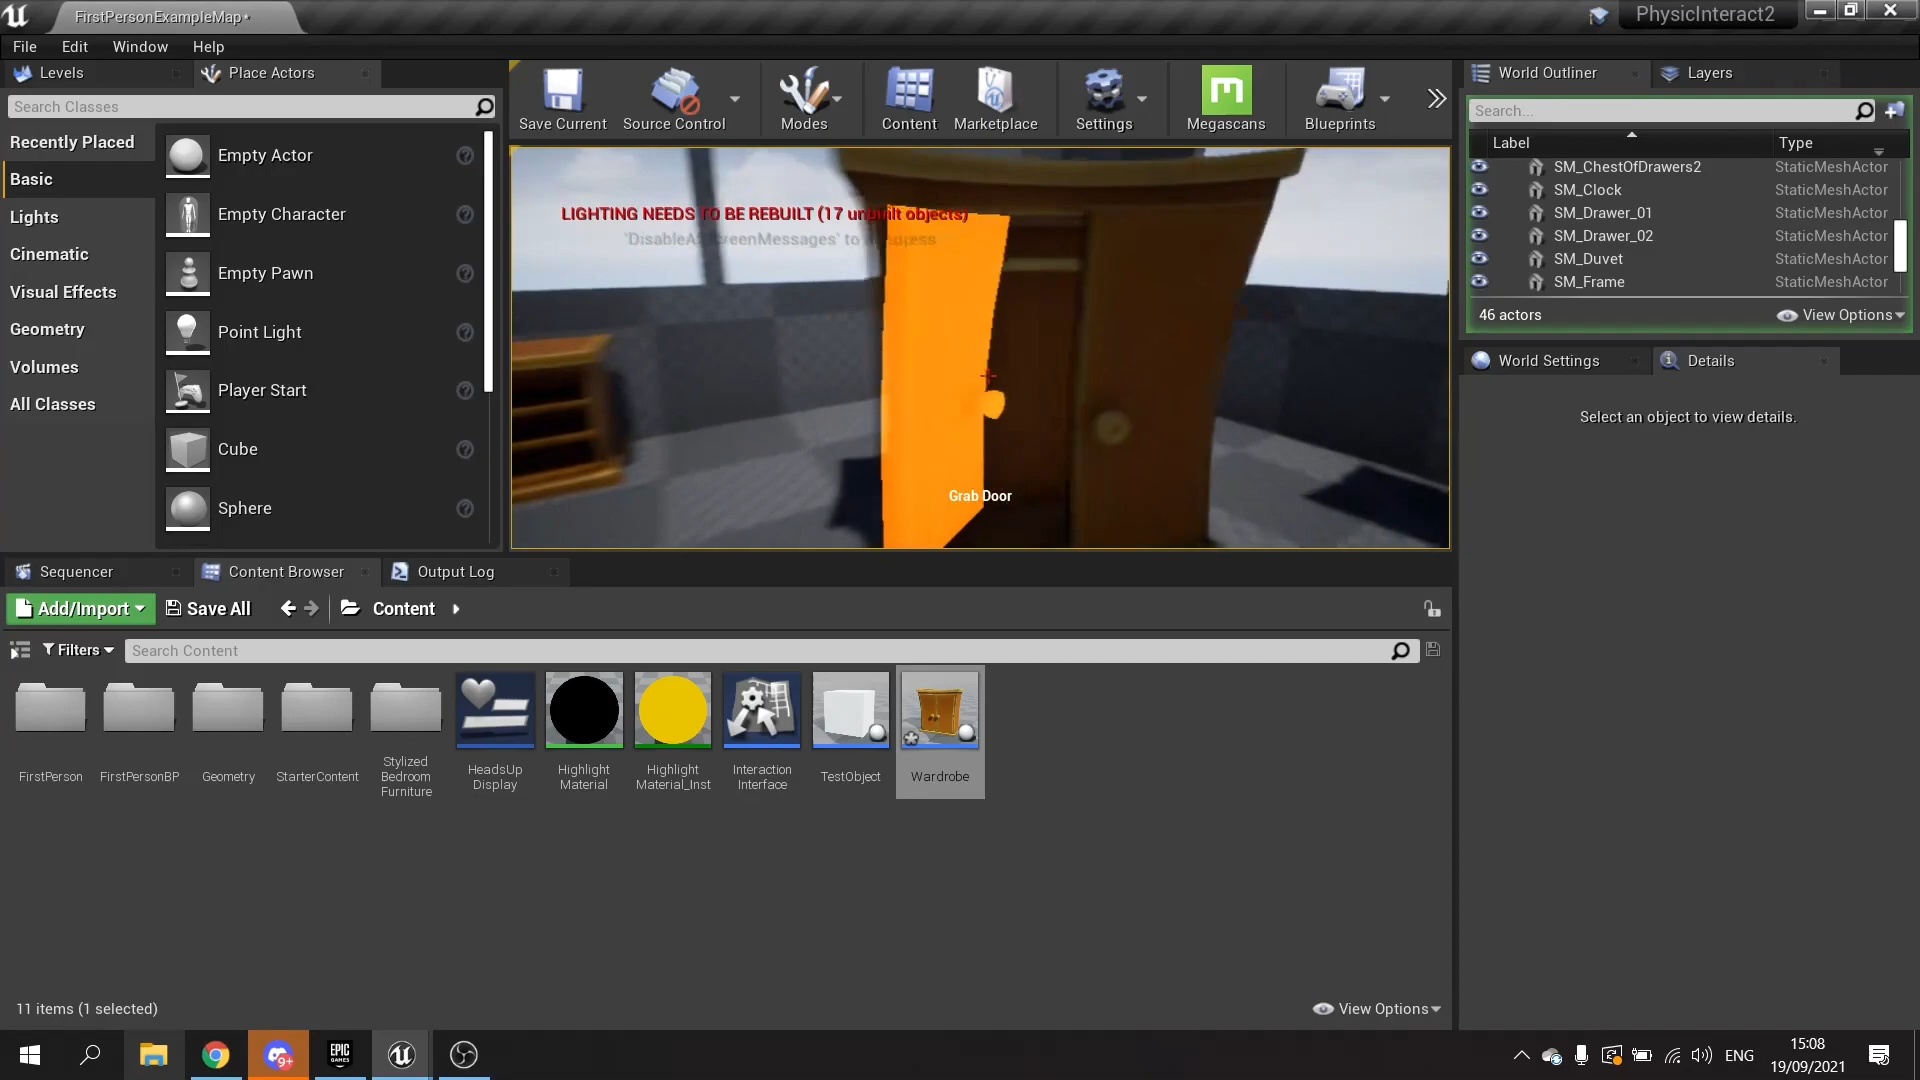 FirstPersonExampleMap*
PhysicInteract2
File Edit Window Help
Levels
Place Actors
Search Classes
Recently Placed
Basic
Lights
Cinematic
Visual Effects
Geometry
Volumes
All Classes
Empty Actor
Empty Character
Empty Pawn
Point Light
Player Start
Cube
Sphere
Save Current
Source Control
Modes
Content
Marketplace
Settings
Megascans
Blueprints
LIGHTING NEEDS TO BE REBUILT (17 unbuilt objects)
Grab Door
World Outliner
Layers
Search...
Label Type
SM_ChestOfDrawers2 StaticMeshActor
SM_Clock StaticMeshActor
SM_Drawer_01 StaticMeshActor
SM_Drawer_02 StaticMeshActor
SM_Duvet StaticMeshActor
SM_Frame StaticMeshActor
46 actors
View Options
World Settings
Details
Select an object to view details.
Sequencer
Content Browser
Output Log
Add/Import
Save All
Content
Filters
Search Content
FirstPerson
FirstPersonBP
Geometry
StarterContent
Stylized
Bedroom
Furniture
HeadsUp
Display
Highlight
Material
Highlight
Material_Inst
Interaction
Interface
TestObject
Wardrobe
11 items (1 selected)
View Options
9+
EPIC
GAMES
ENG
15:08
19/09/2021